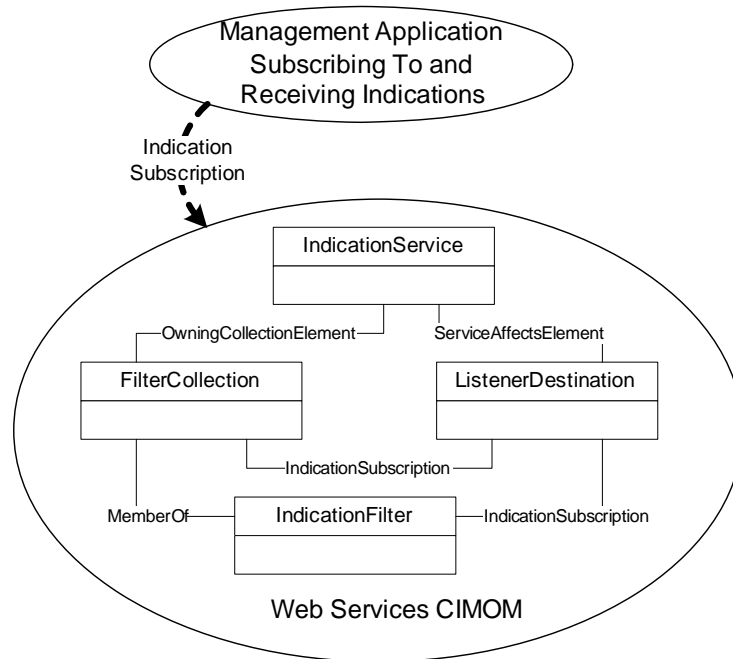 Management Application
Subscribing To and
Receiving Indications
Indication
Subscription
IndicationService
OwningCollectionElement
ServiceAffectsElement
FilterCollection
ListenerDestination
IndicationSubscription
MemberOf
IndicationFilter
IndicationSubscription
Web Services CIMOM